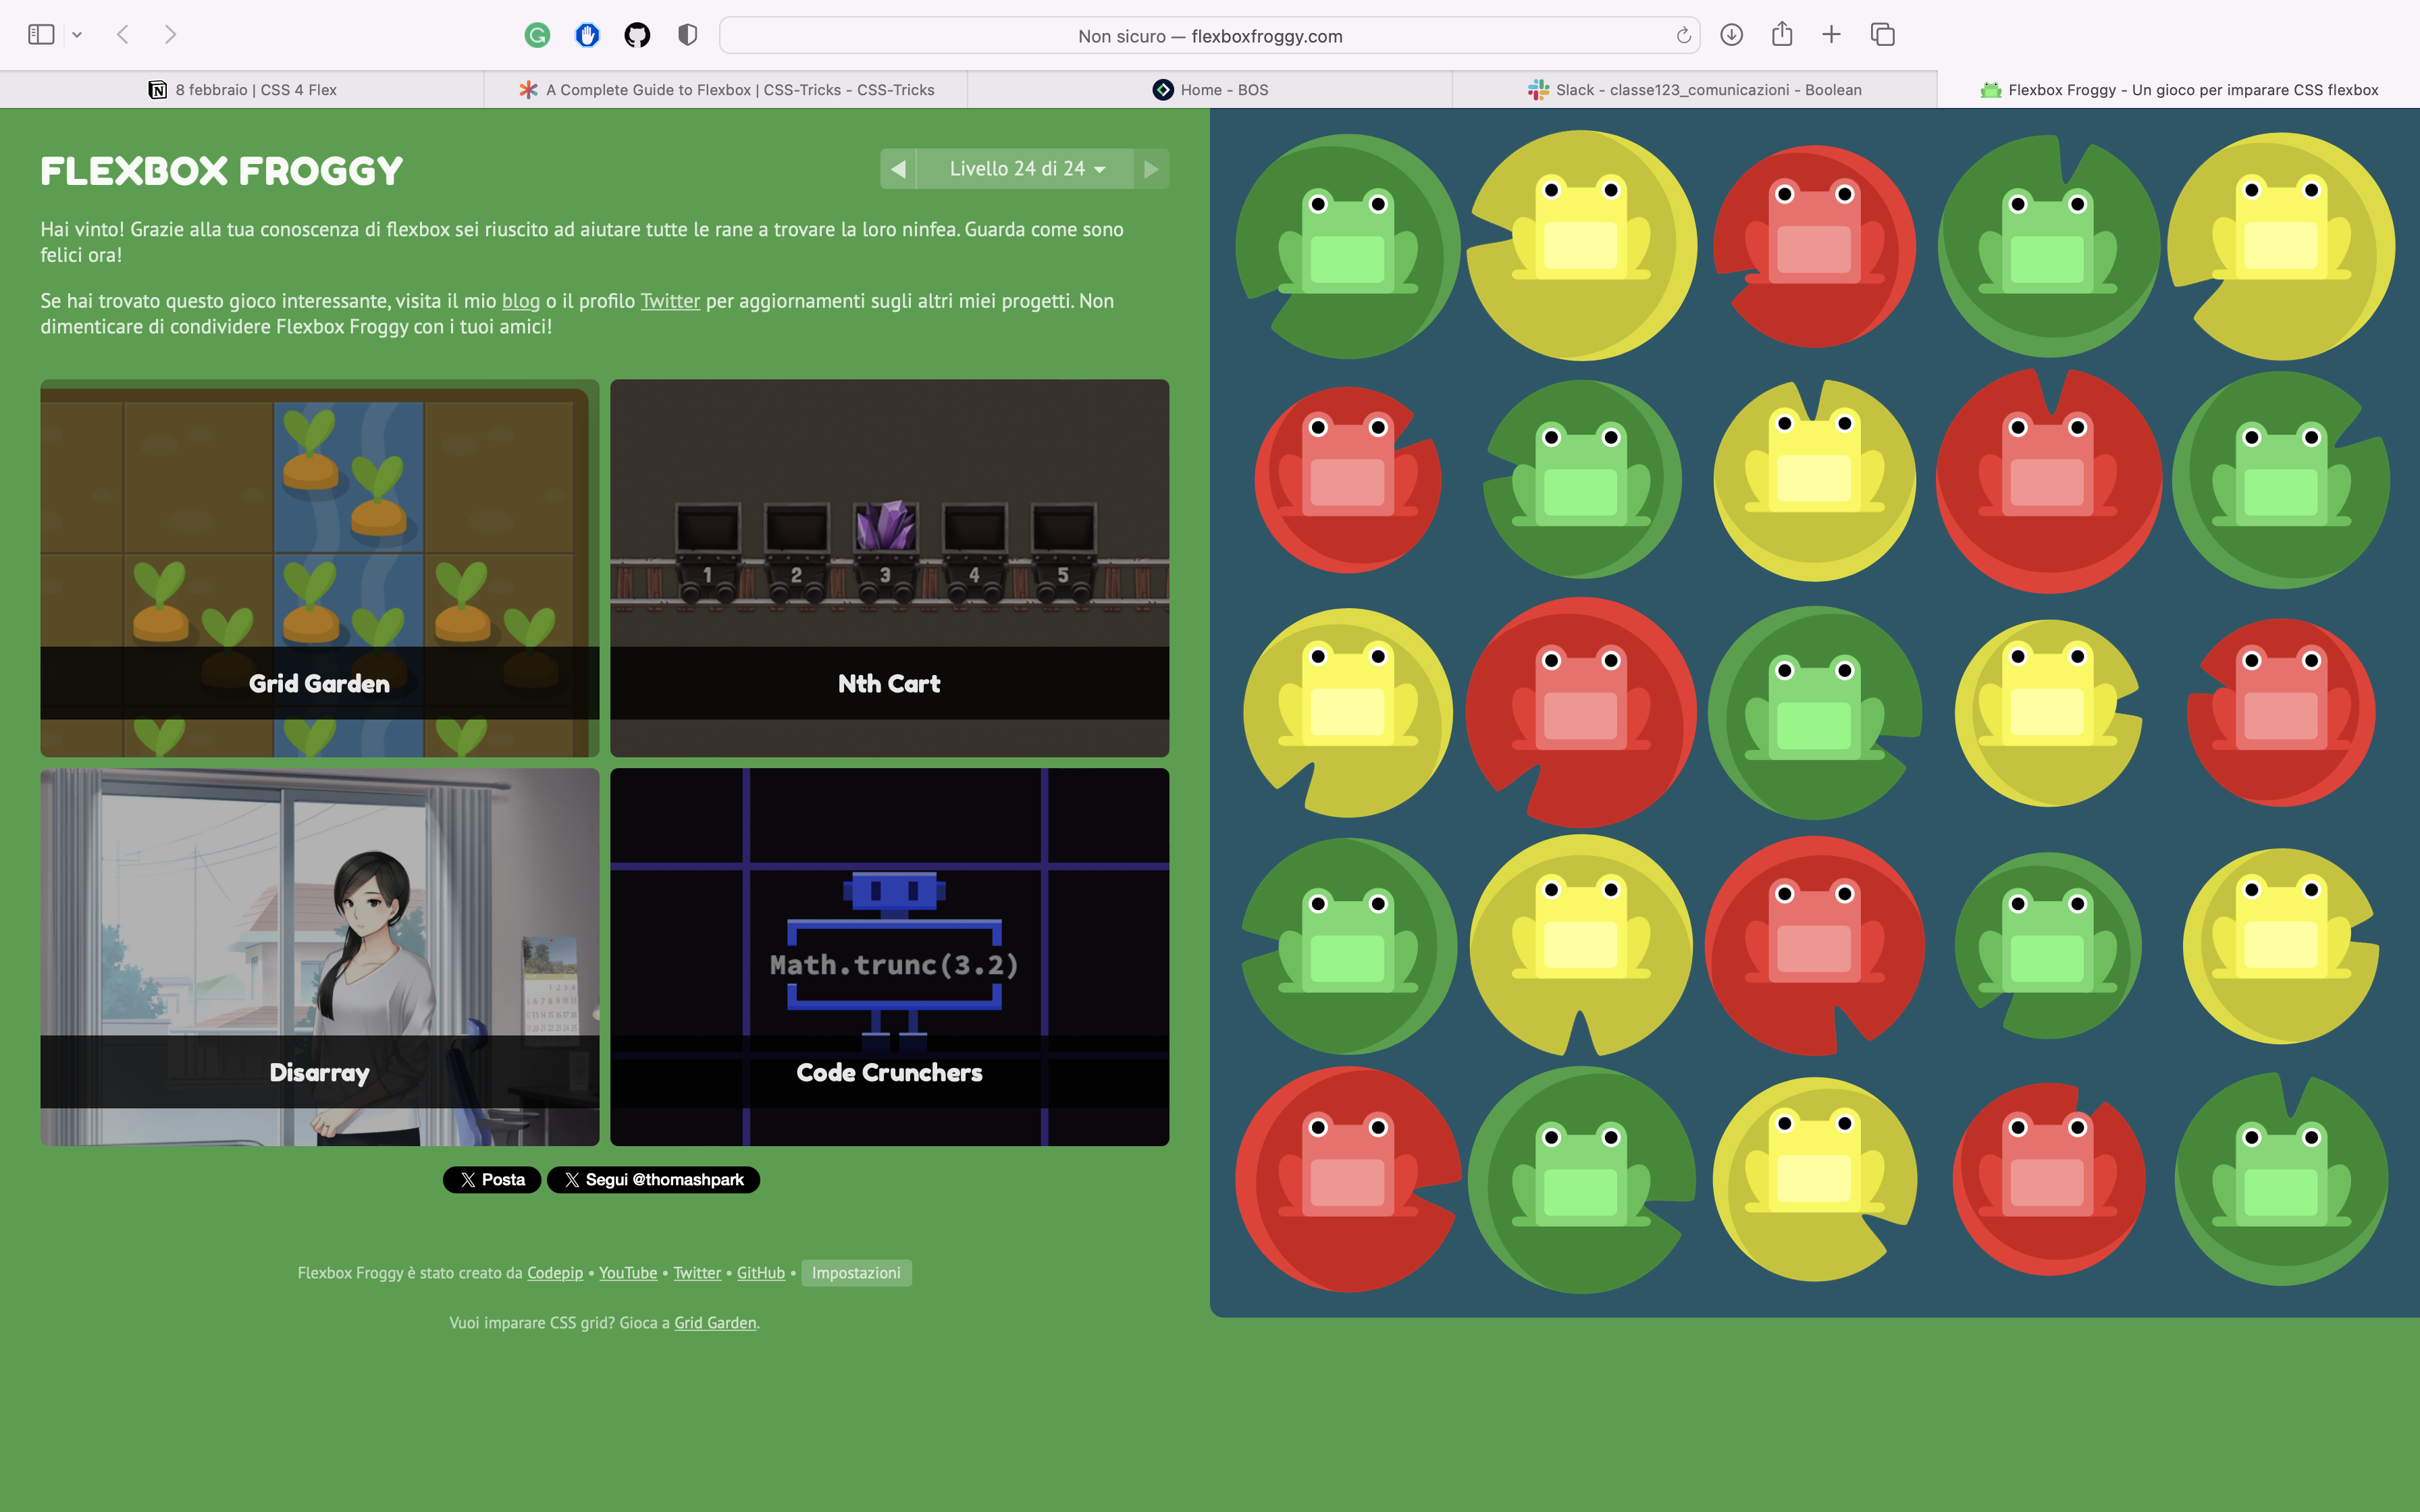 Non sicuro — flexboxfroggy.com
8 febbraio | CSS 4 Flex
A Complete Guide to Flexbox | CSS-Tricks - CSS-Tricks
Home - BOS
Slack - classe123_comunicazioni - Boolean
Flexbox Froggy - Un gioco per imparare CSS flexbox
FLEXBOX FROGGY
Livello 24 di 24
Hai vinto! Grazie alla tua conoscenza di flexbox sei riuscito ad aiutare tutte le rane a trovare la loro ninfea. Guarda come sono
felici ora!
Se hai trovato questo gioco interessante, visita il mio blog o il profilo Twitter per aggiornamenti sugli altri miei progetti. Non
dimenticare di condividere Flexbox Froggy con i tuoi amici!
1 2 3 4 5
Grid Garden
Nth Cart
Math.trunc(3.2)
Disarray
Code Crunchers
X Posta
X Segui @thomashpark
Flexbox Froggy è stato creato da Codepip • YouTube • Twitter • GitHub • Impostazioni
Vuoi imparare CSS grid? Gioca a Grid Garden.